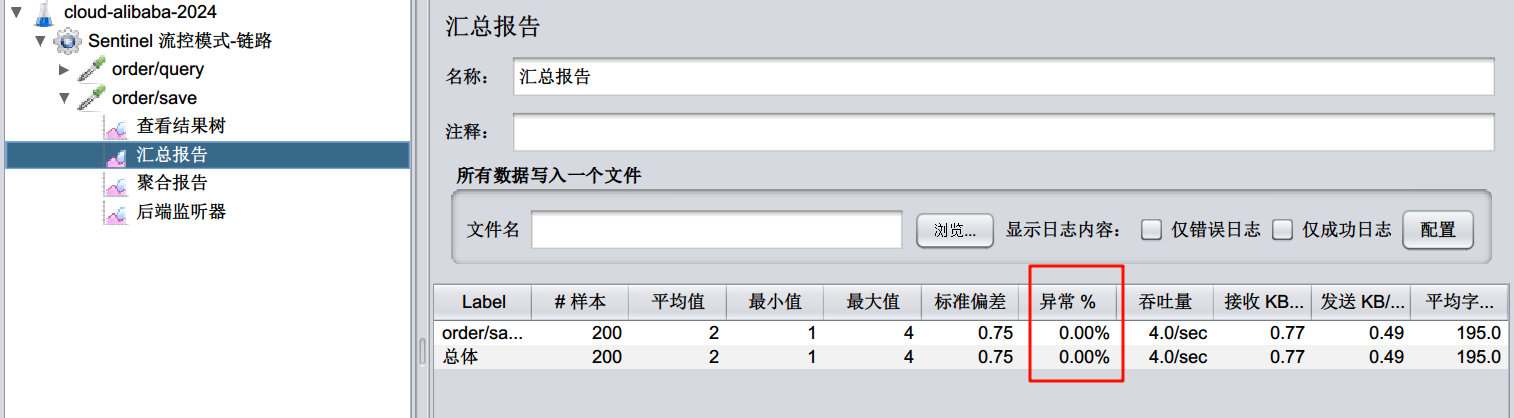 cloud-alibaba-2024
Sentinel 流控模式-链路
order/query
order/save
查看结果树
汇总报告
聚合报告
后端监听器
汇总报告
名称： 汇总报告
注释：
所有数据写入一个文件
文件名 浏览... 显示日志内容： 仅错误日志 仅成功日志 配置
Label # 样本 平均值 最小值 最大值 标准偏差 异常 % 吞吐量 接收 KB... 发送 KB/... 平均字...
order/sa... 200 2 1 4 0.75 0.00% 4.0/sec 0.77 0.49 195.0
总体 200 2 1 4 0.75 0.00% 4.0/sec 0.77 0.49 195.0